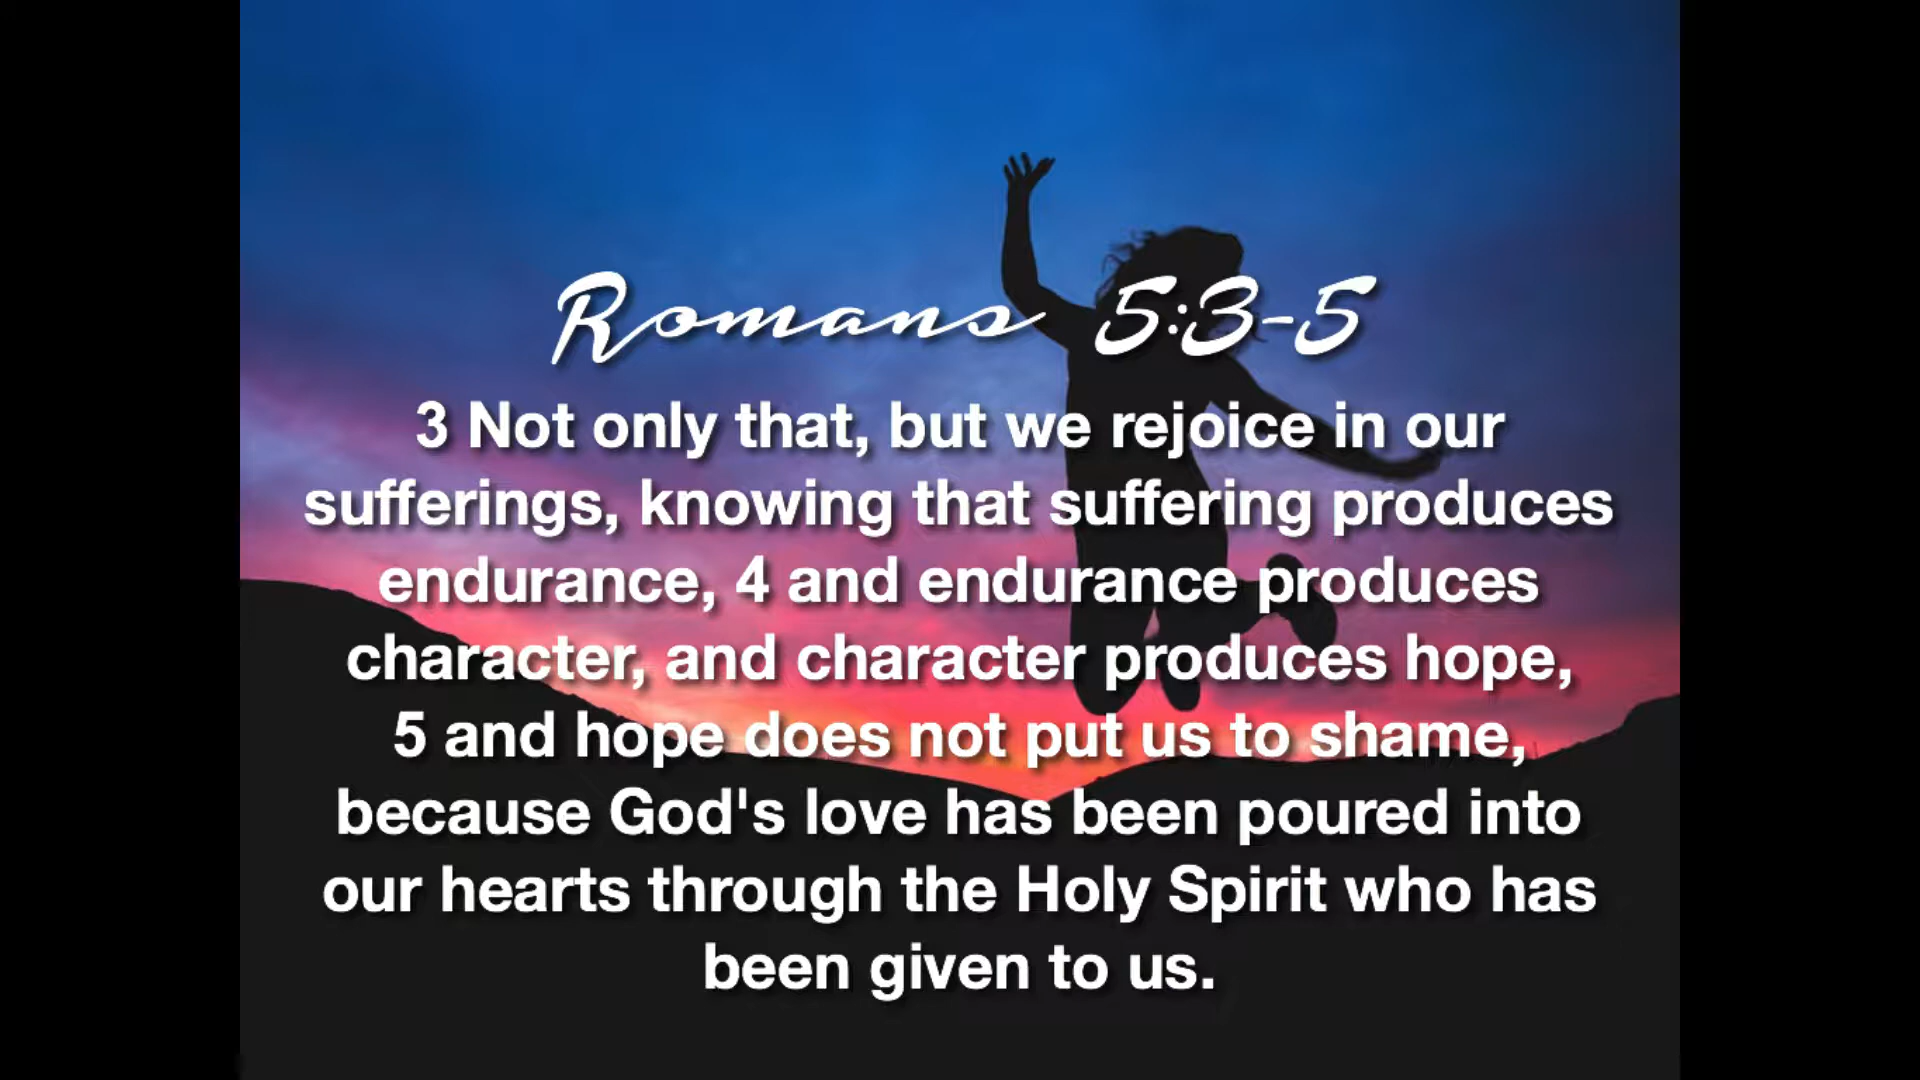 Romans 5:3-5
3 Not only that, but we rejoice in our
sufferings, knowing that suffering produces
endurance, 4 and endurance produces
character, and character produces hope,
5 and hope does not put us to shame,
because God's love has been poured into
our hearts through the Holy Spirit who has
been given to us.